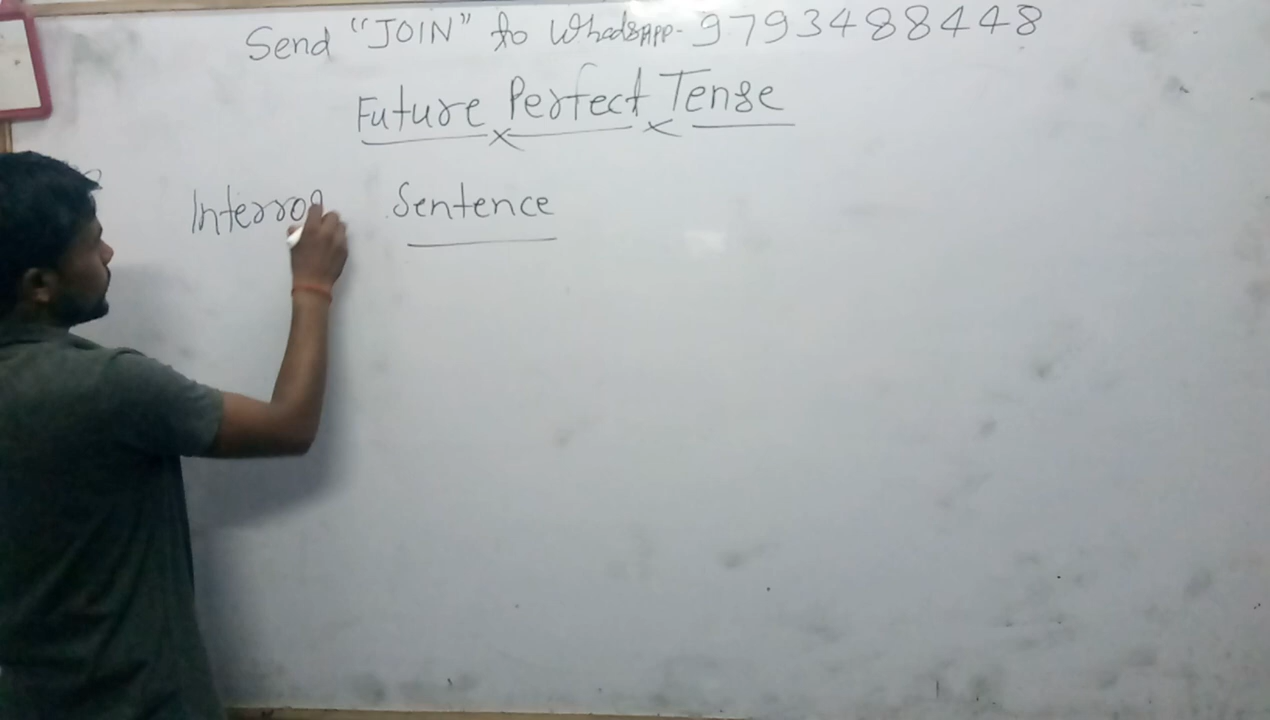 Send "JOIN" to WhatsApp- 9793488448
Future Perfect Tense
Interrog Sentence